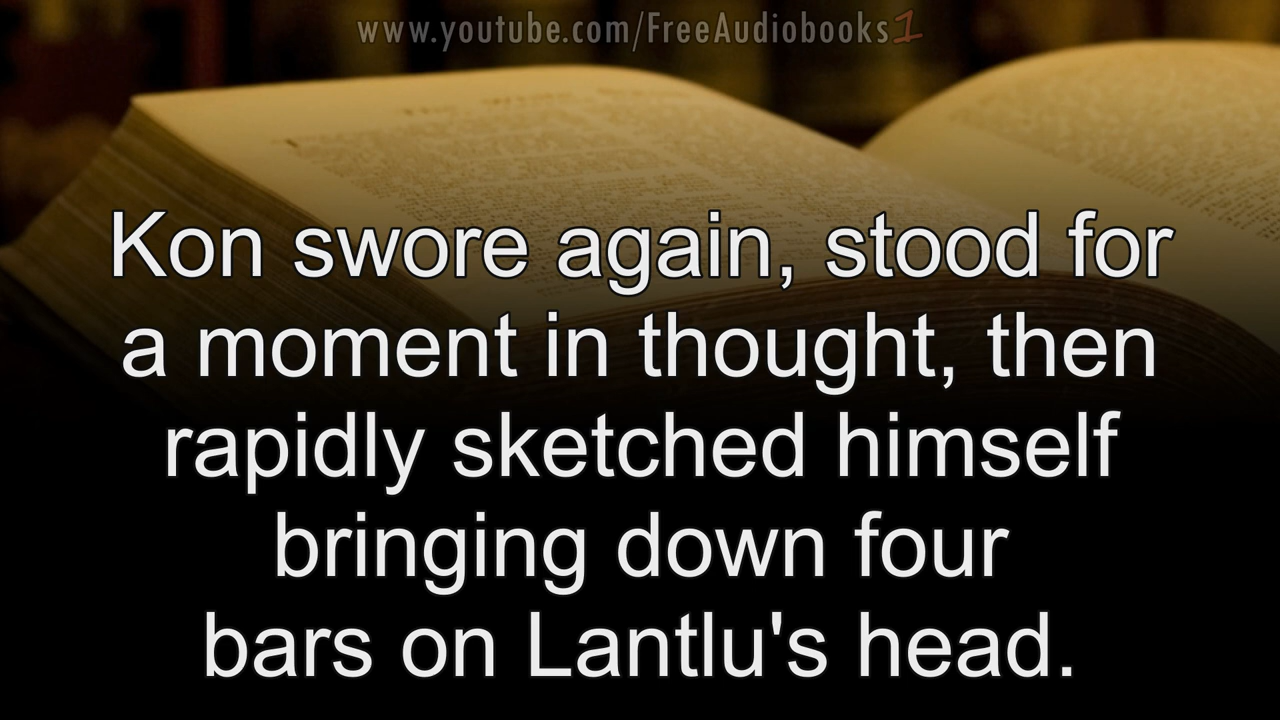 www.youtube.com/FreeAudiobooks1
Kon swore again, stood for
a moment in thought, then
rapidly sketched himself
bringing down four
bars on Lantlu's head.